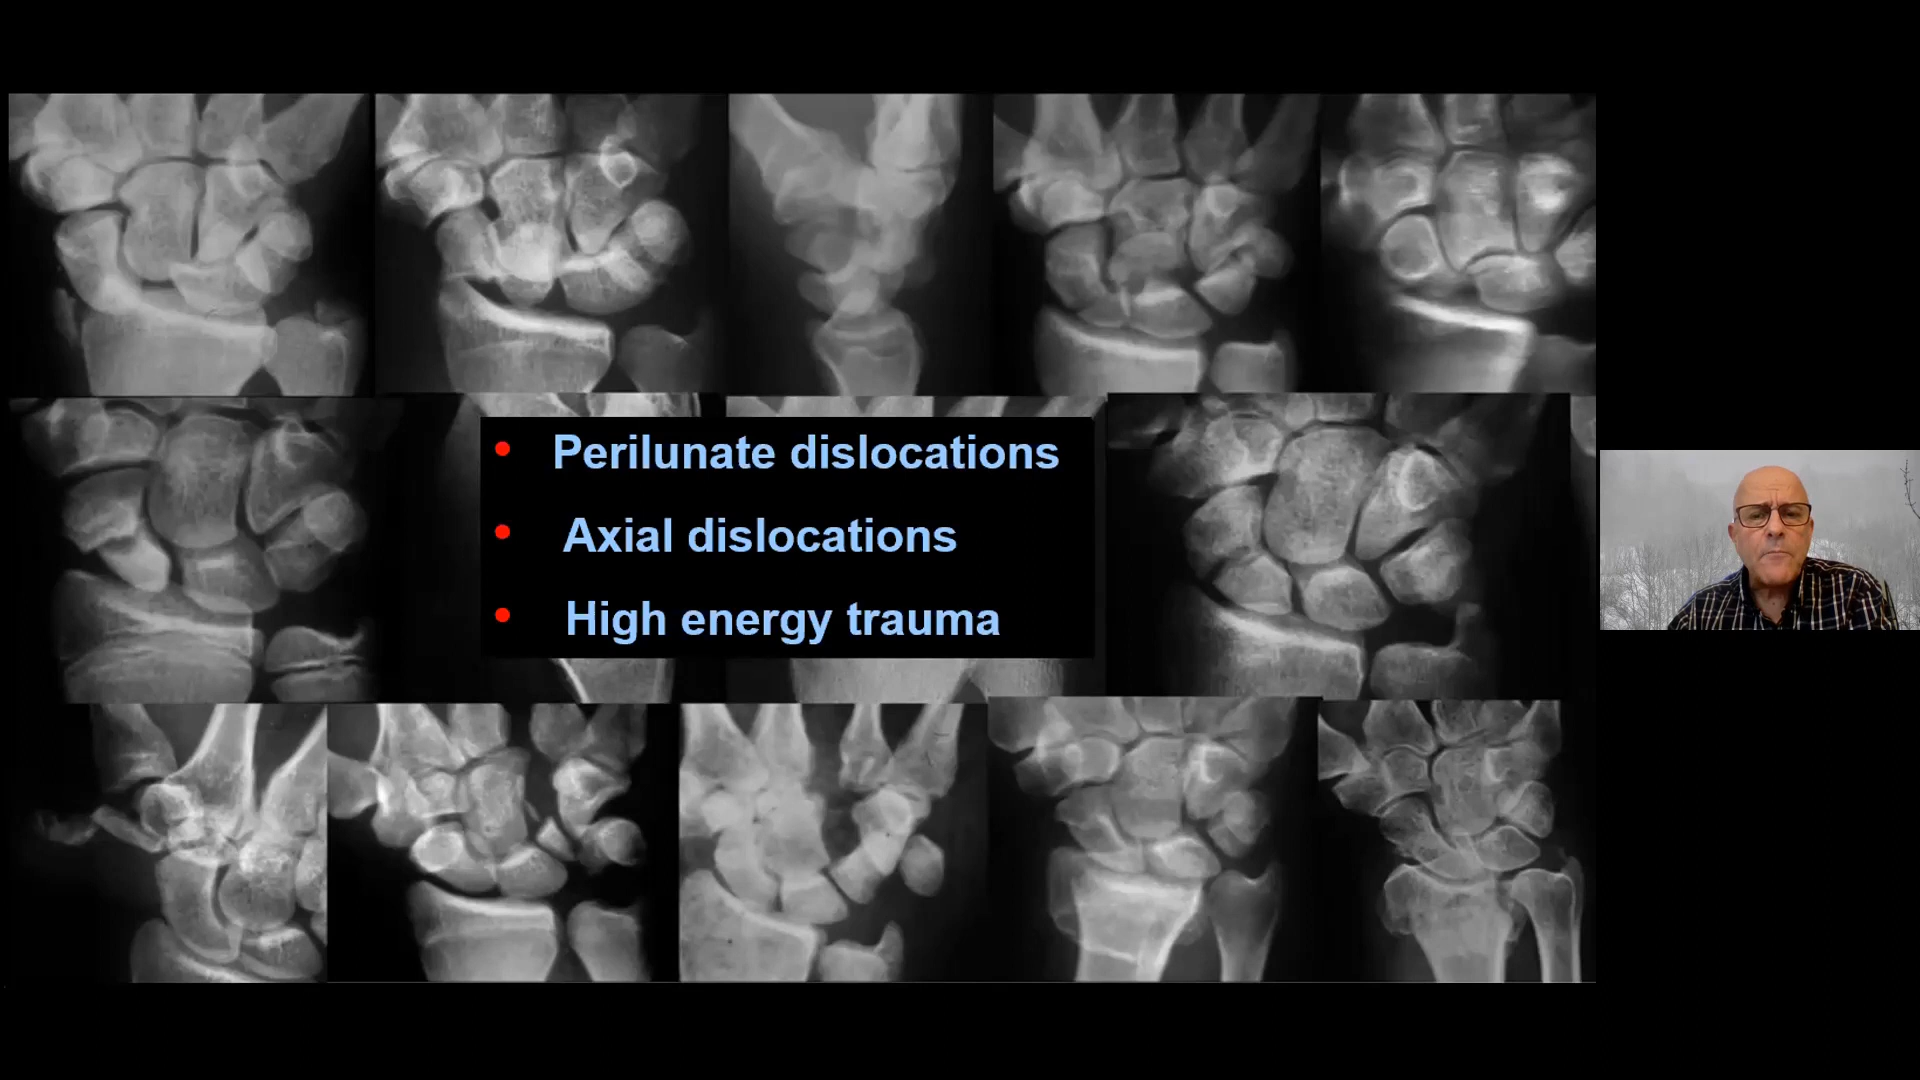 • Perilunate dislocations
• Axial dislocations
• High energy trauma